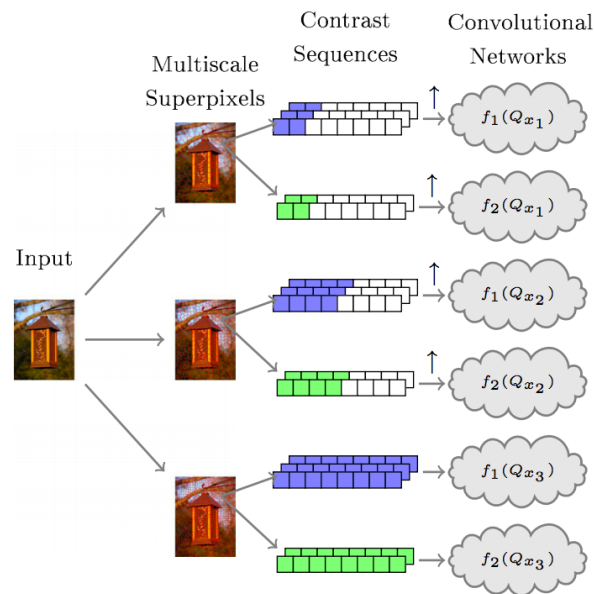 Contrast
Sequences
Convolutional
Networks
Multiscale
Superpixels
Input
↑
f₁(Qₓ₁)
↑
f₂(Qₓ₁)
↑
f₁(Qₓ₂)
↑
f₂(Qₓ₂)
f₁(Qₓ₃)
f₂(Qₓ₃)